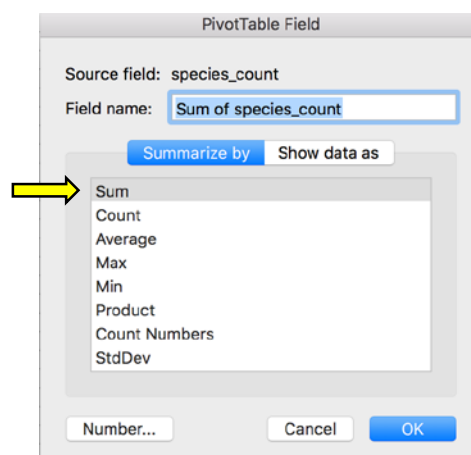 PivotTable Field
Source field: species_count
Field name: Sum of species_count
Summarize by Show data as
Sum
Count
Average
Max
Min
Product
Count Numbers
StdDev
Number... Cancel OK